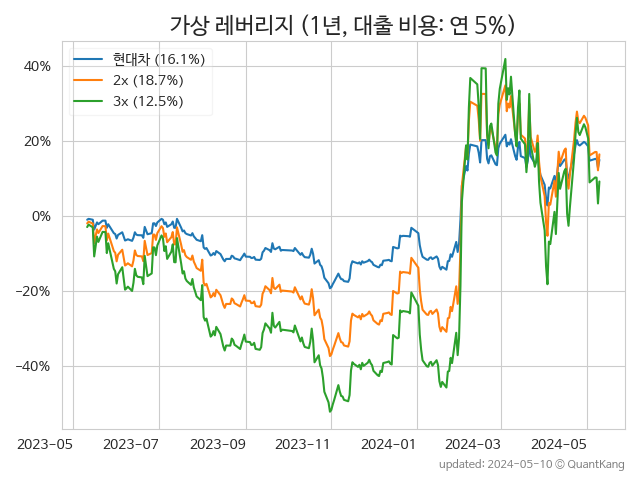 가상 레버리지 (1년, 대출 비용: 연 5%)
현대차 (16.1%)
2x (18.7%)
3x (12.5%)
40%
20%
0%
−20%
−40%
2023-05 2023-07 2023-09 2023-11 2024-01 2024-03 2024-05
updated: 2024-05-10 © QuantKang